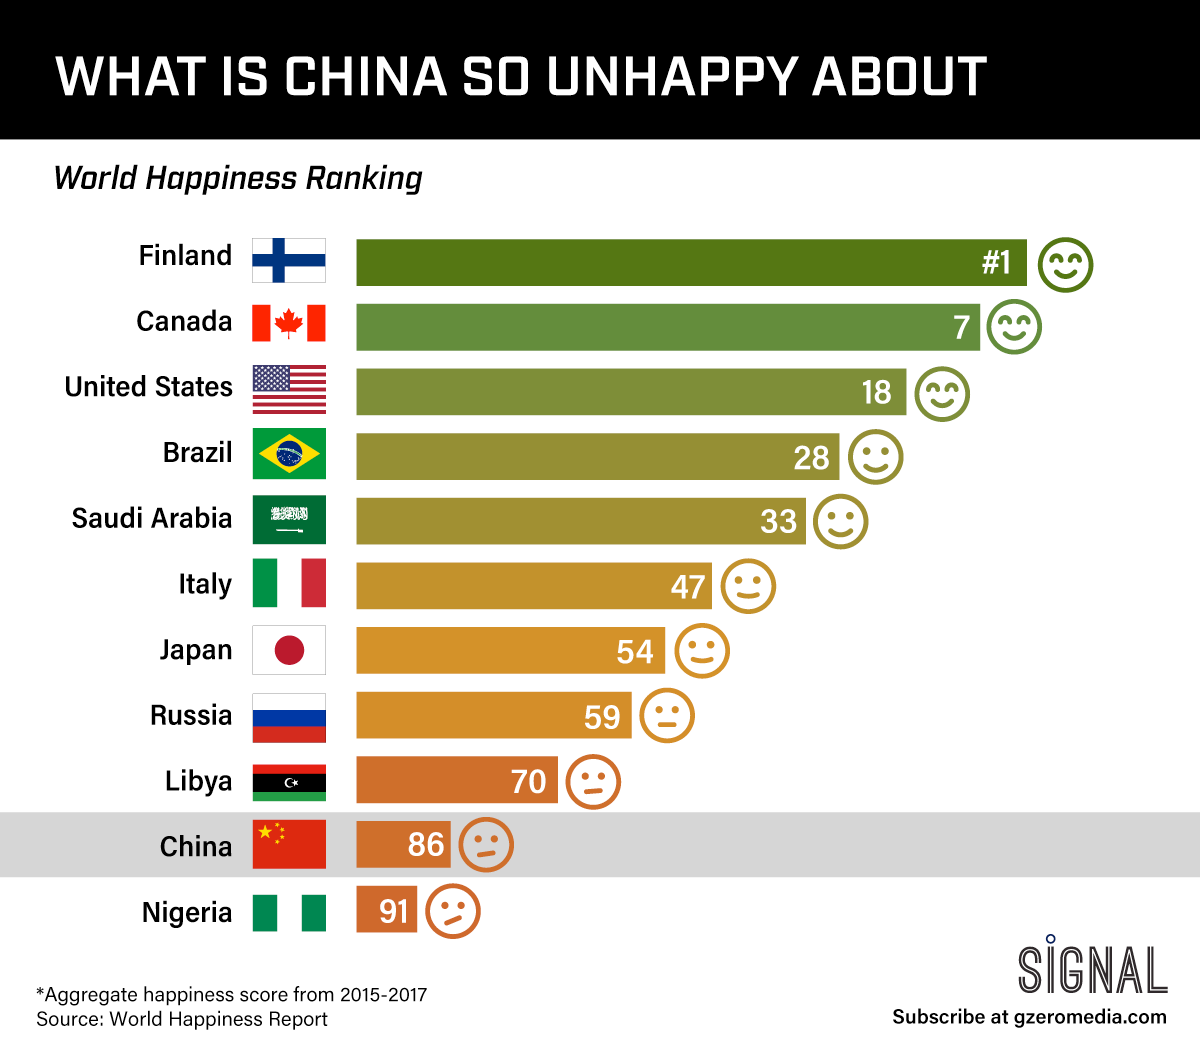 WHAT IS CHINA SO UNHAPPY ABOUT
World Happiness Ranking
Finland #1
Canada 7
United States 18
Brazil 28
Saudi Arabia 33
Italy 47
Japan 54
Russia 59
Libya 70
China 86
Nigeria 91
*Aggregate happiness score from 2015-2017
Source: World Happiness Report
SIGNAL
Subscribe at gzeromedia.com